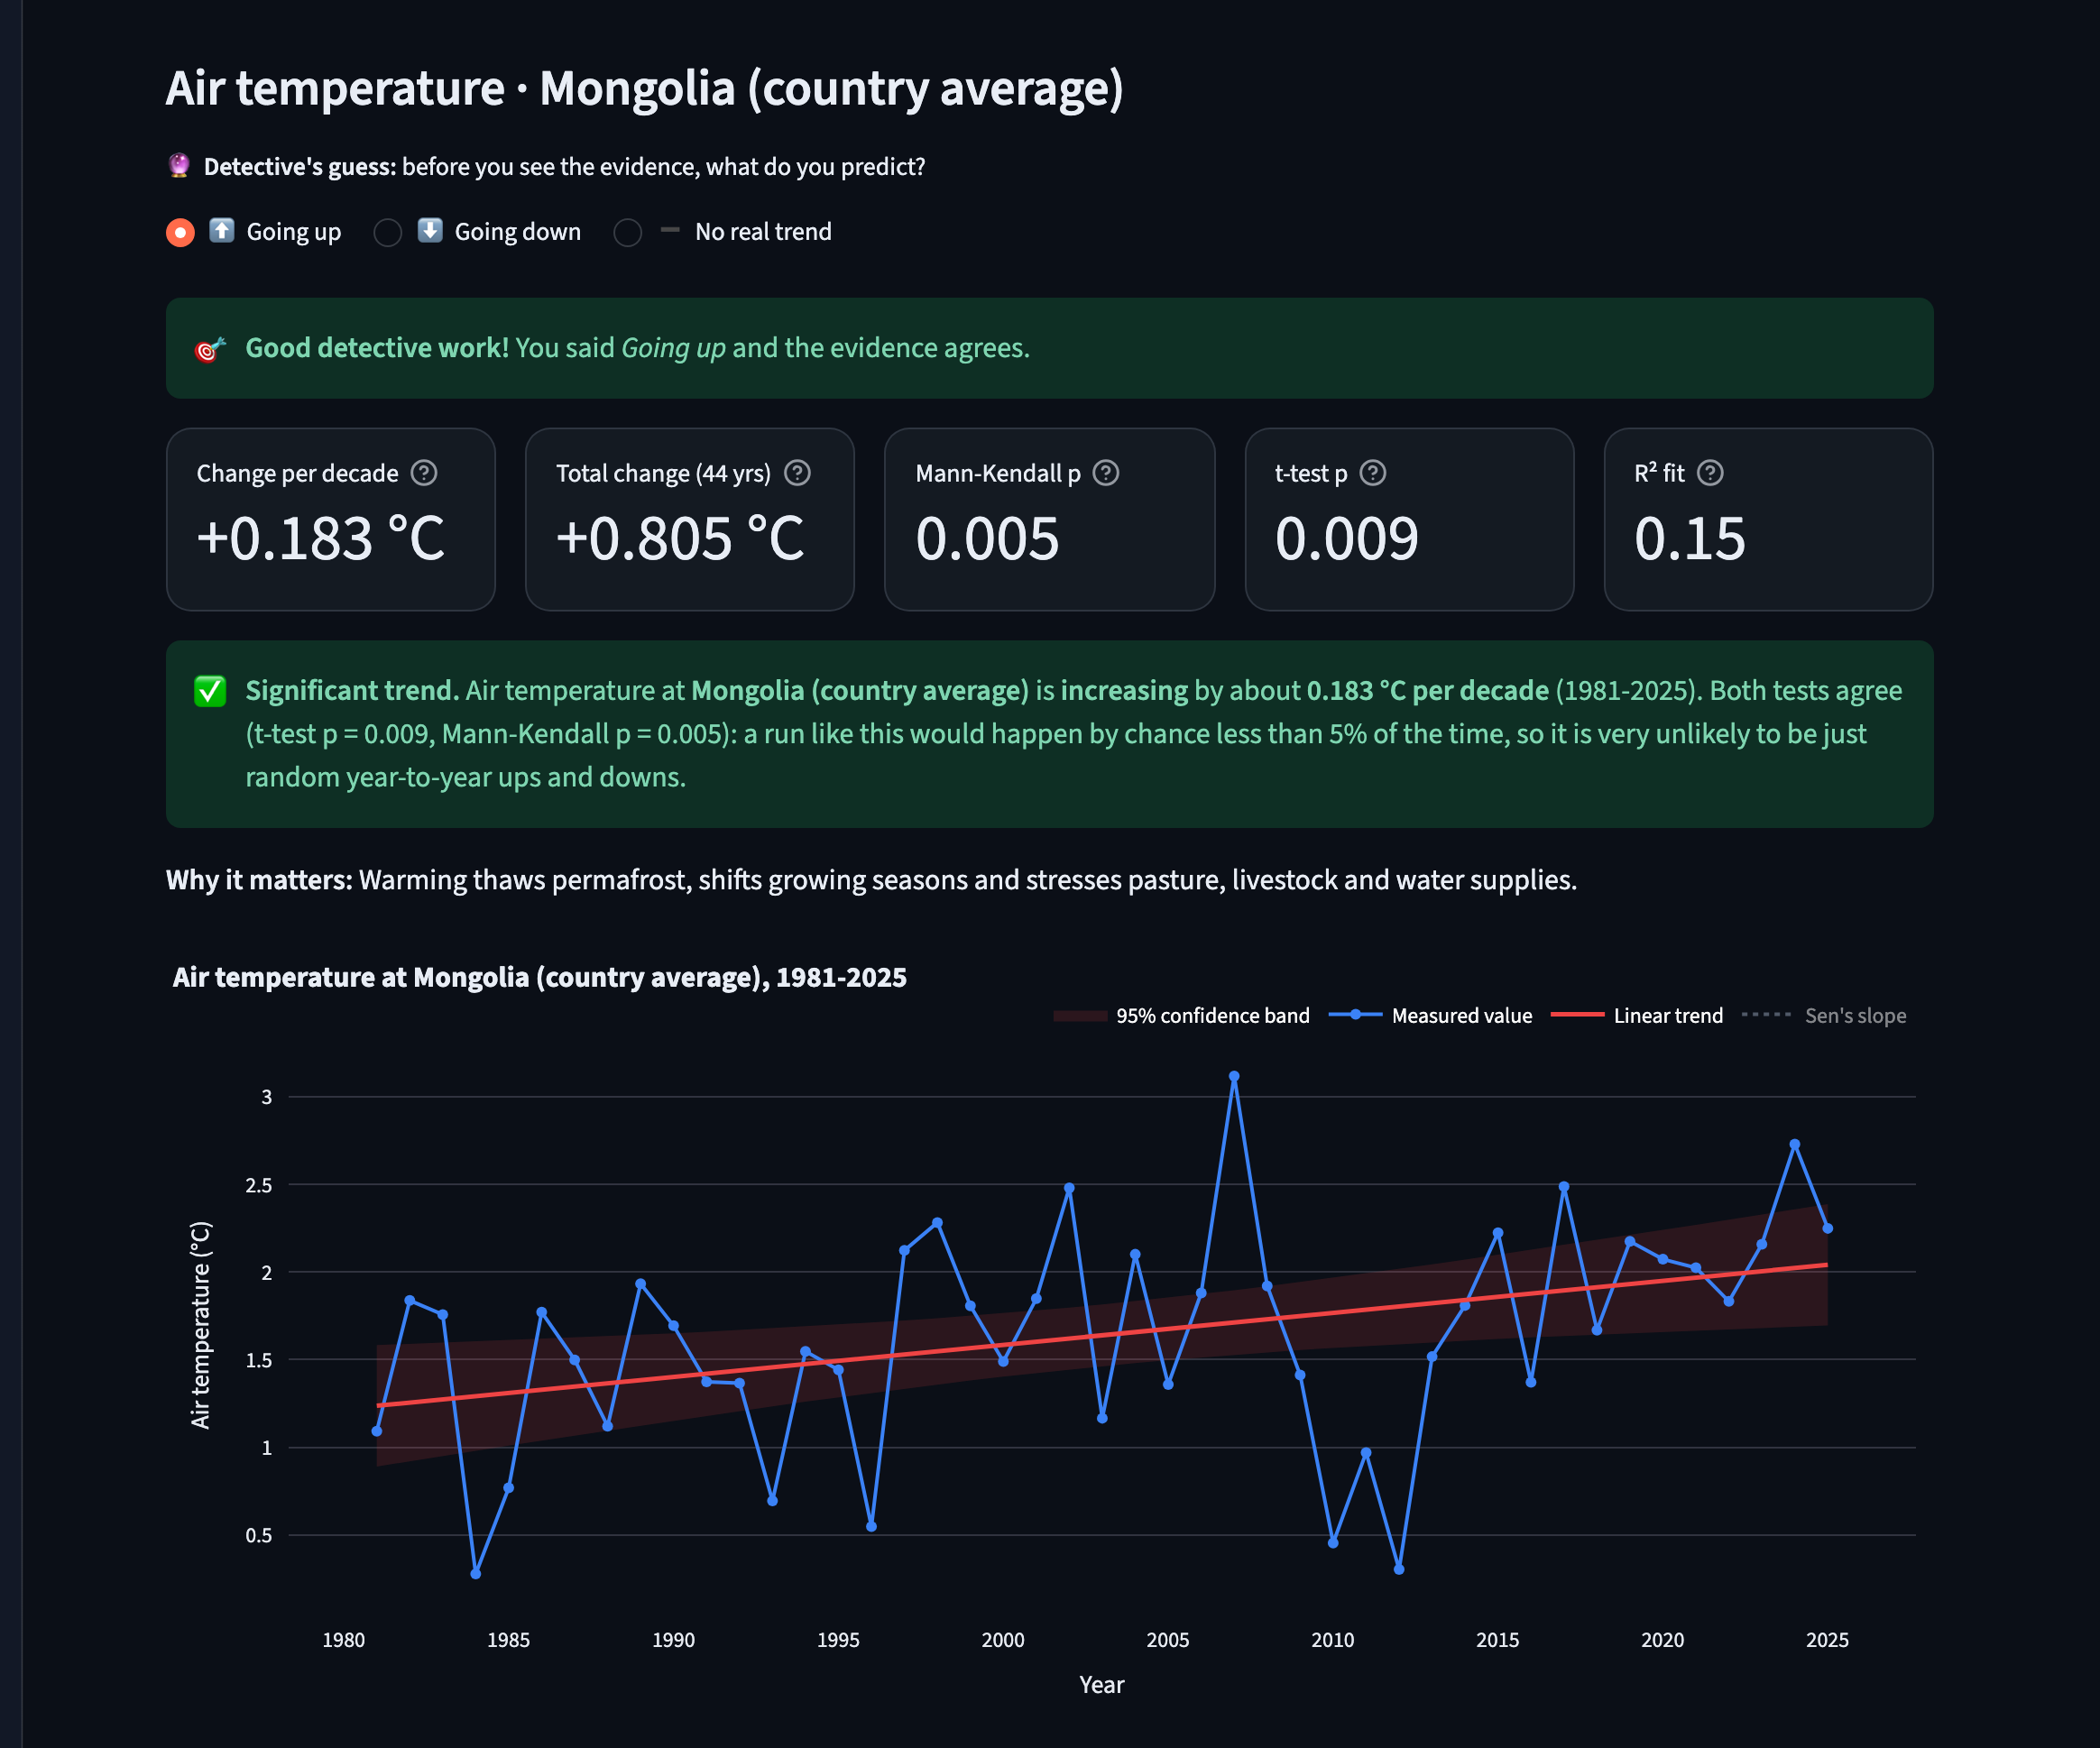 Air temperature · Mongolia (country average)
🔮 Detective's guess: before you see the evidence, what do you predict?
⬆️ Going up ⬇️ Going down ➖ No real trend
🎯 Good detective work! You said Going up and the evidence agrees.
Change per decade
+0.183 °C
Total change (44 yrs)
+0.805 °C
Mann-Kendall p
0.005
t-test p
0.009
R² fit
0.15
✅ Significant trend. Air temperature at Mongolia (country average) is increasing by about 0.183 °C per decade (1981-2025). Both tests agree
(t-test p = 0.009, Mann-Kendall p = 0.005): a run like this would happen by chance less than 5% of the time, so it is very unlikely to be just
random year-to-year ups and downs.
Why it matters: Warming thaws permafrost, shifts growing seasons and stresses pasture, livestock and water supplies.
Air temperature at Mongolia (country average), 1981-2025
95% confidence band Measured value Linear trend Sen's slope
Air temperature (°C)
3
2.5
2
1.5
1
0.5
1980 1985 1990 1995 2000 2005 2010 2015 2020 2025
Year